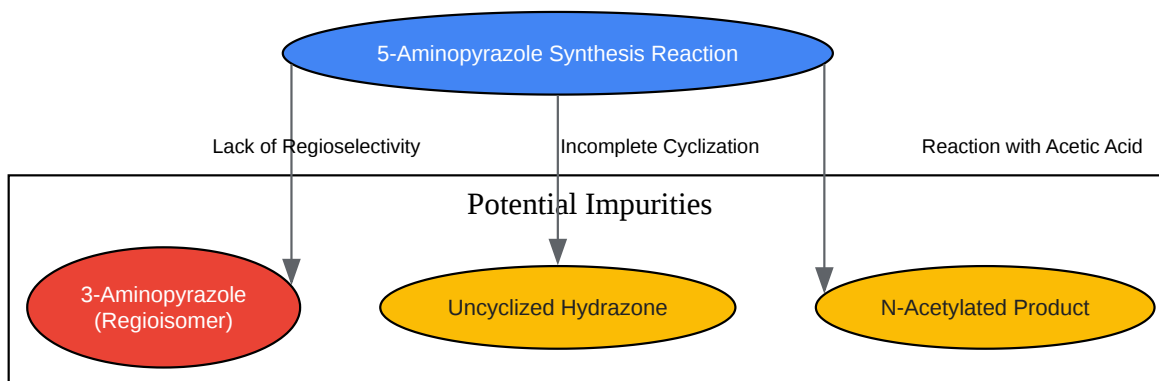 5-Aminopyrazole Synthesis Reaction
Lack of Regioselectivity
Incomplete Cyclization
Reaction with Acetic Acid
Potential Impurities
3-Aminopyrazole
(Regioisomer)
Uncyclized Hydrazone
N-Acetylated Product